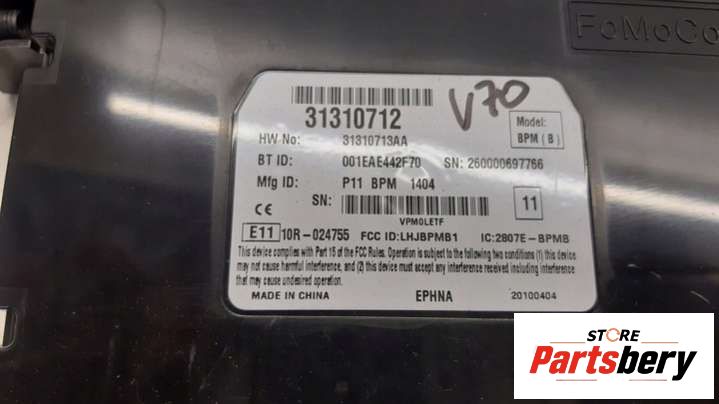 FoMoCo
31310712
V70
Model:
BPM (B)
HW No: 31310713AA
BT ID: 001EAE442F70 SN: 260000697766
Mfg ID: P11 BPM 1404
SN:
VPM0LETF
11
CE
E11 10R-024755 FCC ID:LHJBPMB1 IC:2807E-BPMB
This device complies with Part 15 of the FCC Rules. Operation is subject to the following two conditions (1) this device
may not cause harmful interference, and (2) this device must accept any interference received including interference
that may cause undesired operation.
MADE IN CHINA EPHNA 20100404
STORE
Partsbery